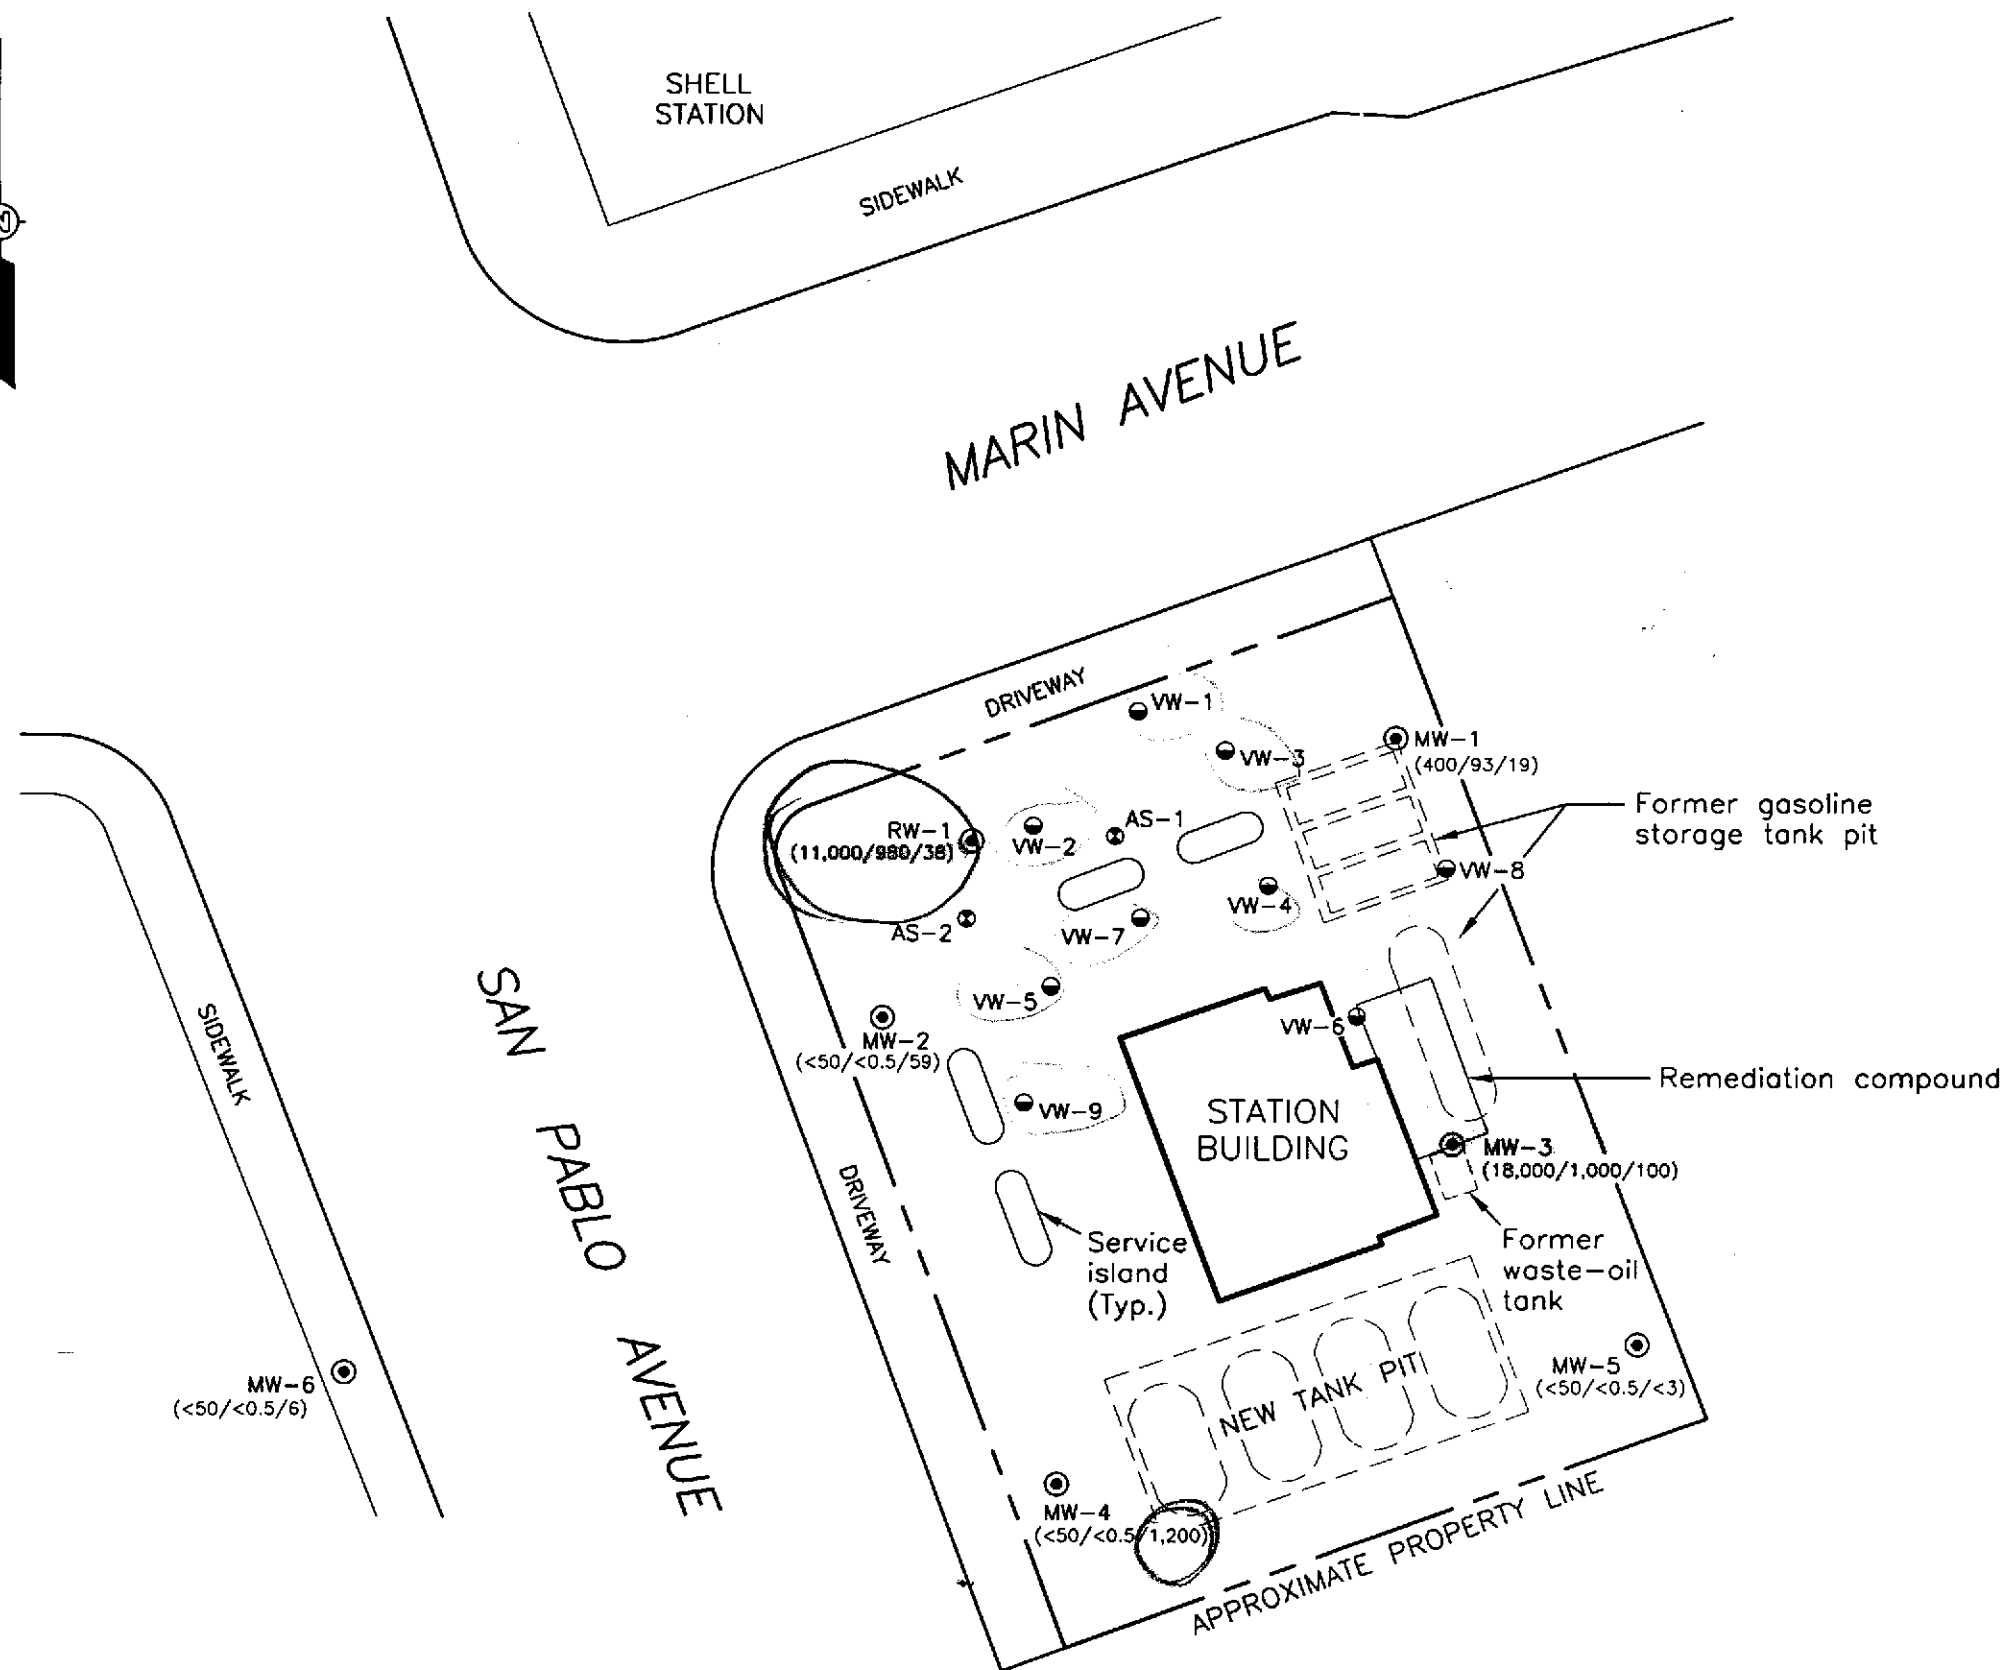 SHELL
STATION
SIDEWALK
MARIN AVENUE
DRIVEWAY
VW-1
VW-3
MW-1
(400/93/19)
Former gasoline
storage tank pit
RW-1
(11,000/980/38)
VW-2
AS-1
VW-8
VW-4
AS-2
VW-7
VW-5
VW-6
MW-2
(<50/<0.5/59)
SIDEWALK
SAN PABLO AVENUE
VW-9
STATION
BUILDING
Remediation compound
MW-3
(18,000/1,000/100)
DRIVEWAY
Service
island
(Typ.)
Former
waste-oil
tank
MW-6
(<50/<0.5/6)
NEW TANK PIT
MW-5
(<50/<0.5/<3)
MW-4
(<50/<0.5/1,200)
APPROXIMATE PROPERTY LINE